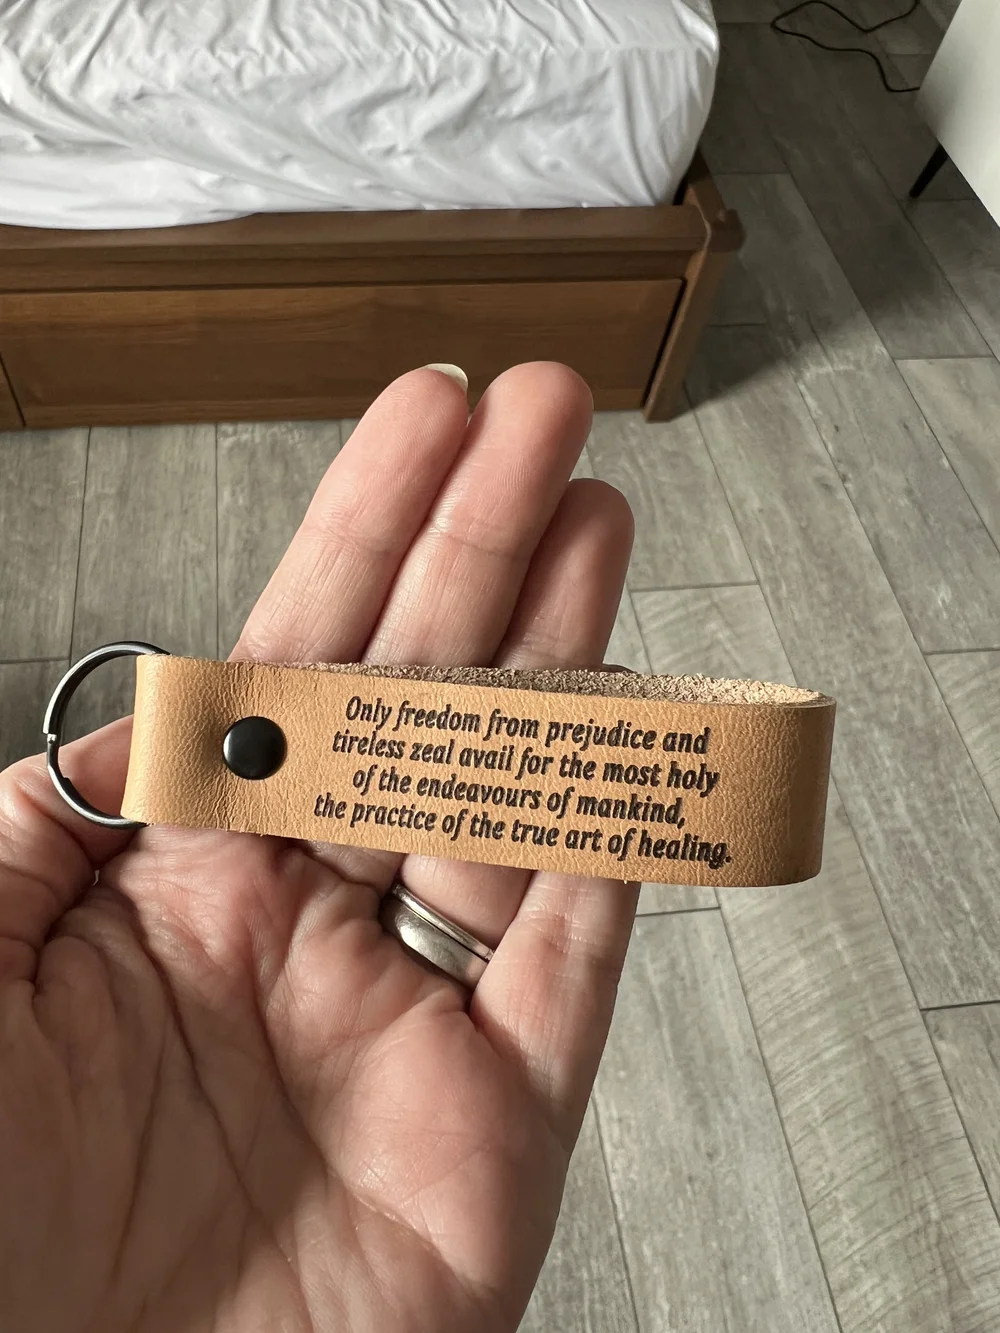 Only freedom from prejudice and
tireless zeal avail for the most holy
of the endeavours of mankind,
the practice of the true art of healing.